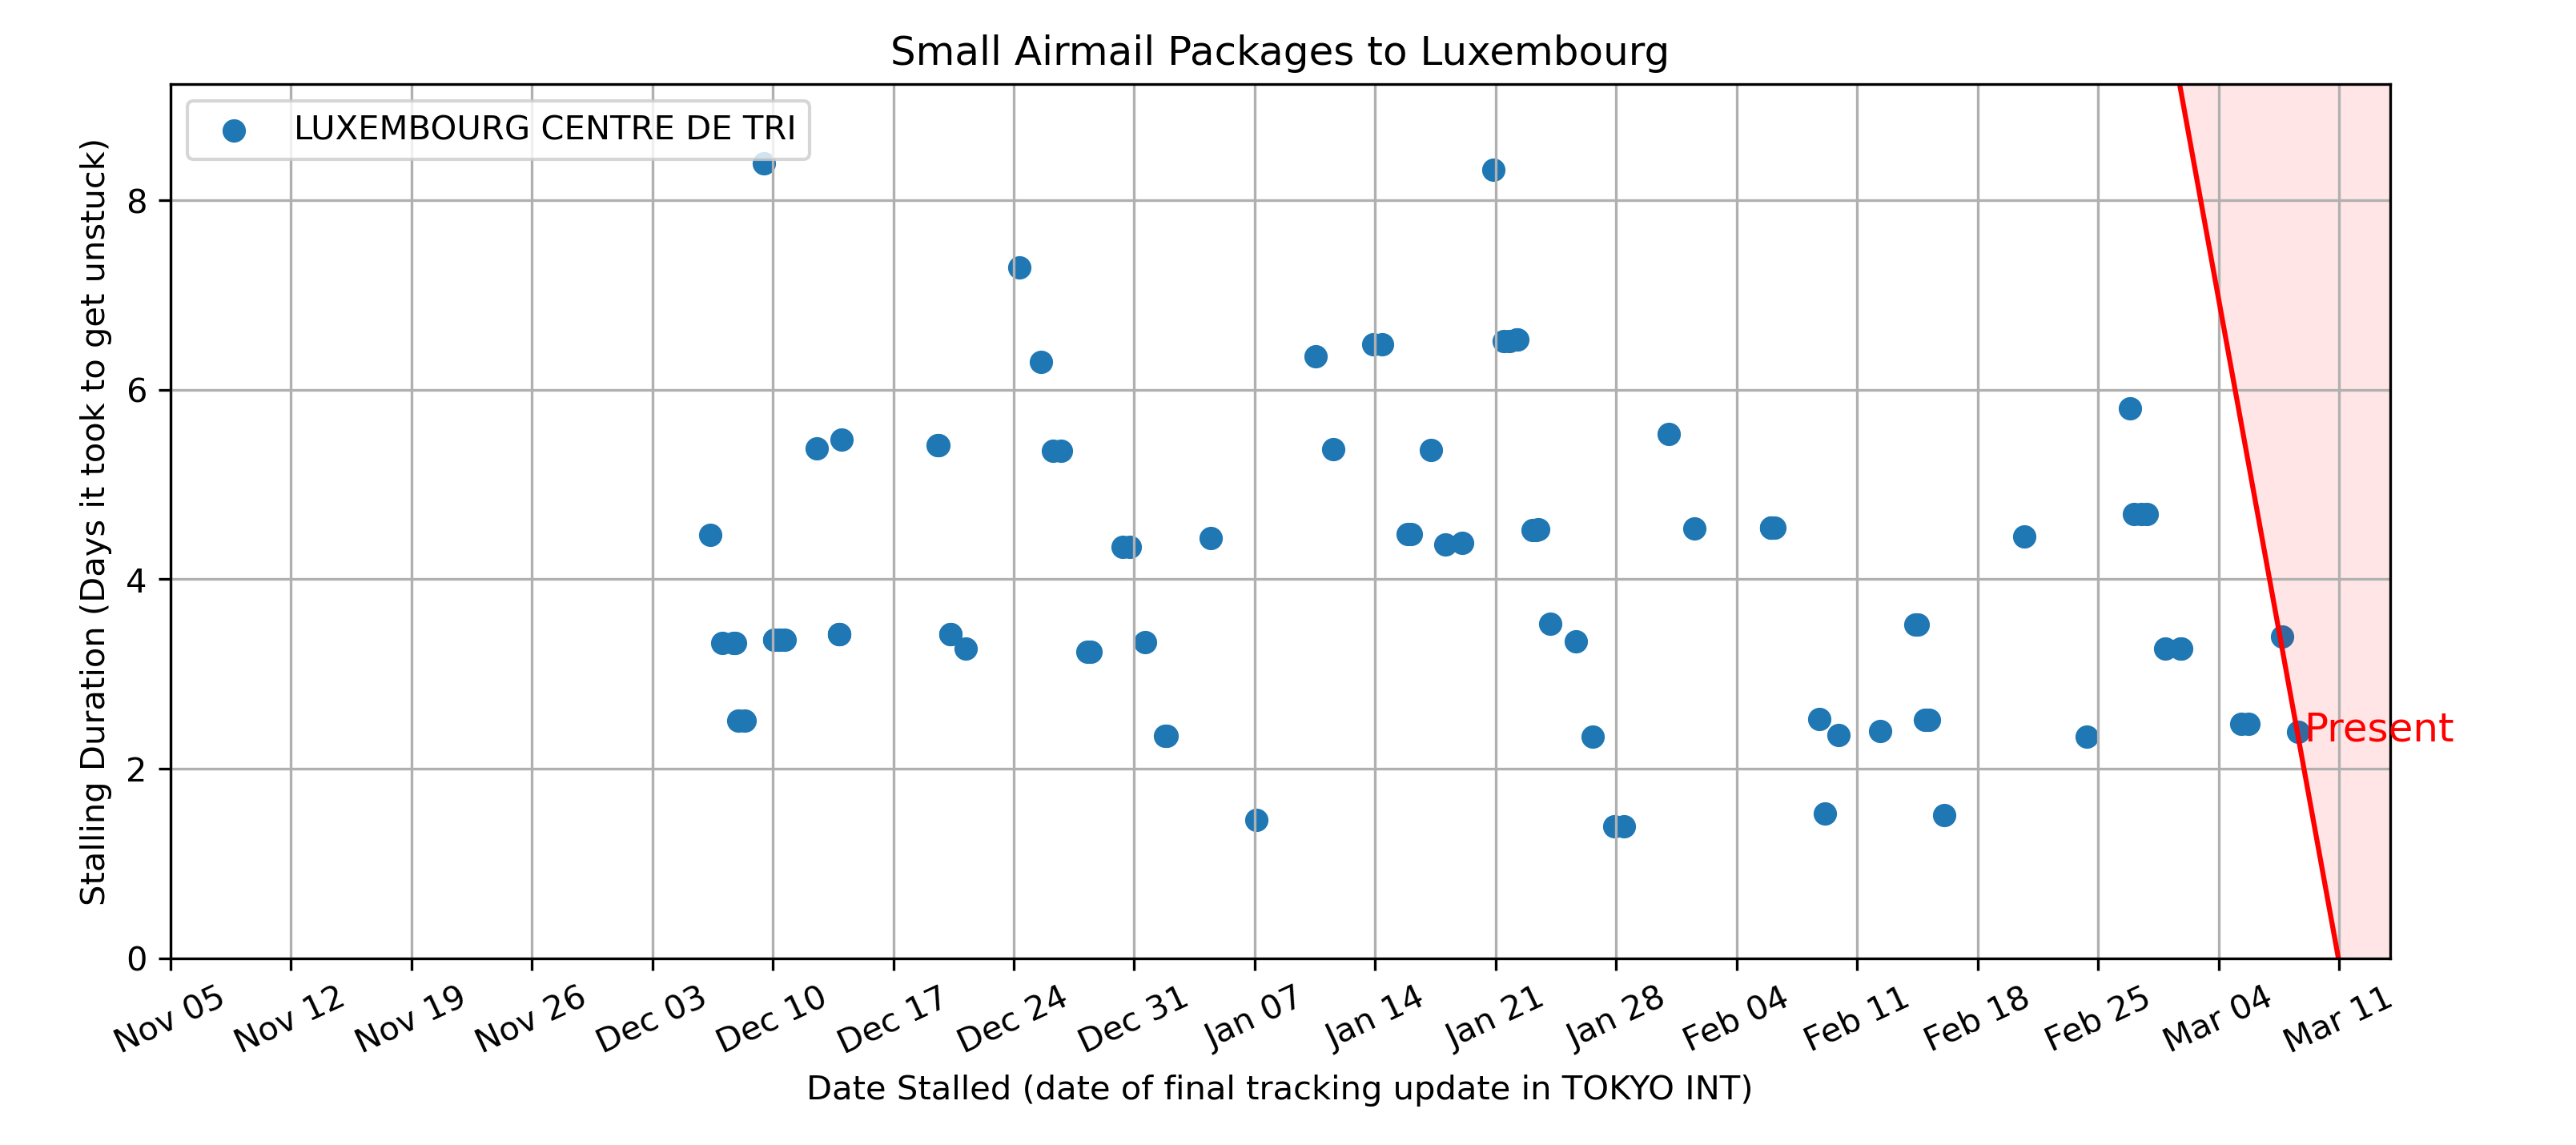 Small Airmail Packages to Luxembourg
LUXEMBOURG CENTRE DE TRI
Stalling Duration (Days it took to get unstuck)
8
6
4
2
0
Present
Nov 05
Nov 12
Nov 19
Nov 26
Dec 03
Dec 10
Dec 17
Dec 24
Dec 31
Jan 07
Jan 14
Jan 21
Jan 28
Feb 04
Feb 11
Feb 18
Feb 25
Mar 04
Mar 11
Date Stalled (date of final tracking update in TOKYO INT)